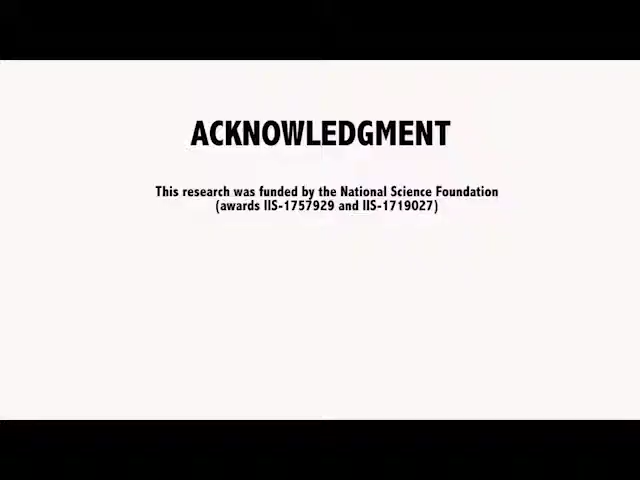 ACKNOWLEDGMENT
This research was funded by the National Science Foundation
(awards IIS-1757929 and IIS-1719027)